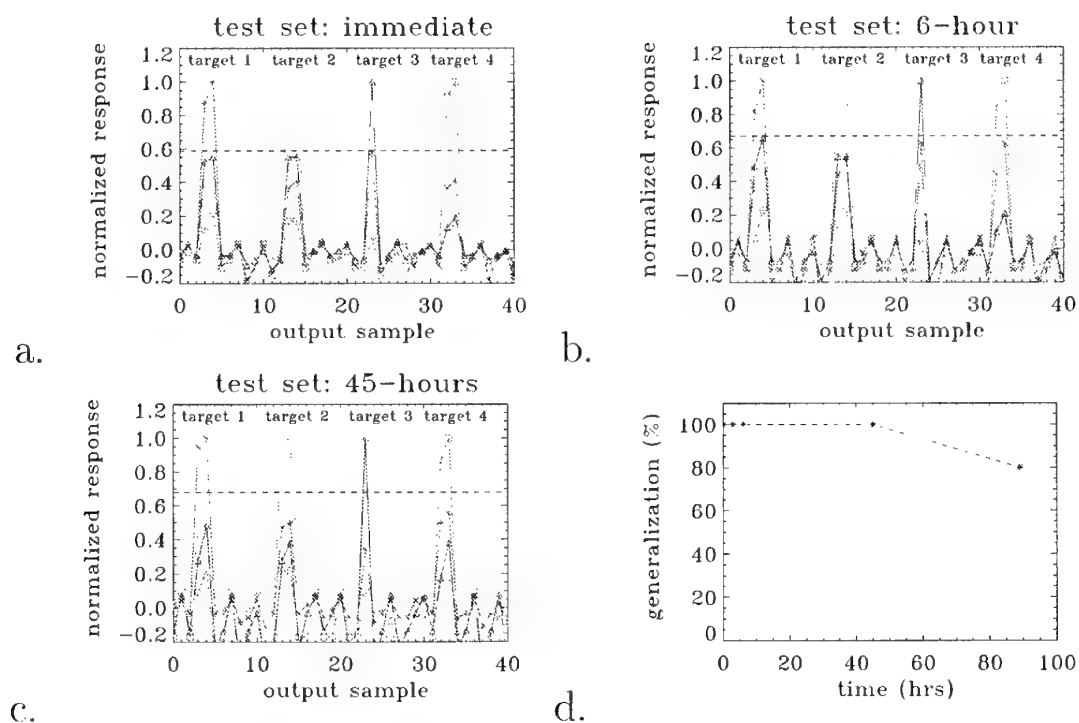 test set: immediate
normalized response
1.2
1.0
0.8
0.6
0.4
0.2
0.0
−0.2
target 1 target 2 target 3 target 4
0 10 20 30 40
output sample
a.
test set: 6−hour
normalized response
1.2
1.0
0.8
0.6
0.4
0.2
0.0
−0.2
target 1 target 2 target 3 target 4
0 10 20 30 40
output sample
b.
test set: 45−hours
normalized response
1.2
1.0
0.8
0.6
0.4
0.2
0.0
−0.2
target 1 target 2 target 3 target 4
0 10 20 30 40
output sample
c.
generalization (%)
100
80
60
40
20
0
0 20 40 60 80 100
time (hrs)
d.